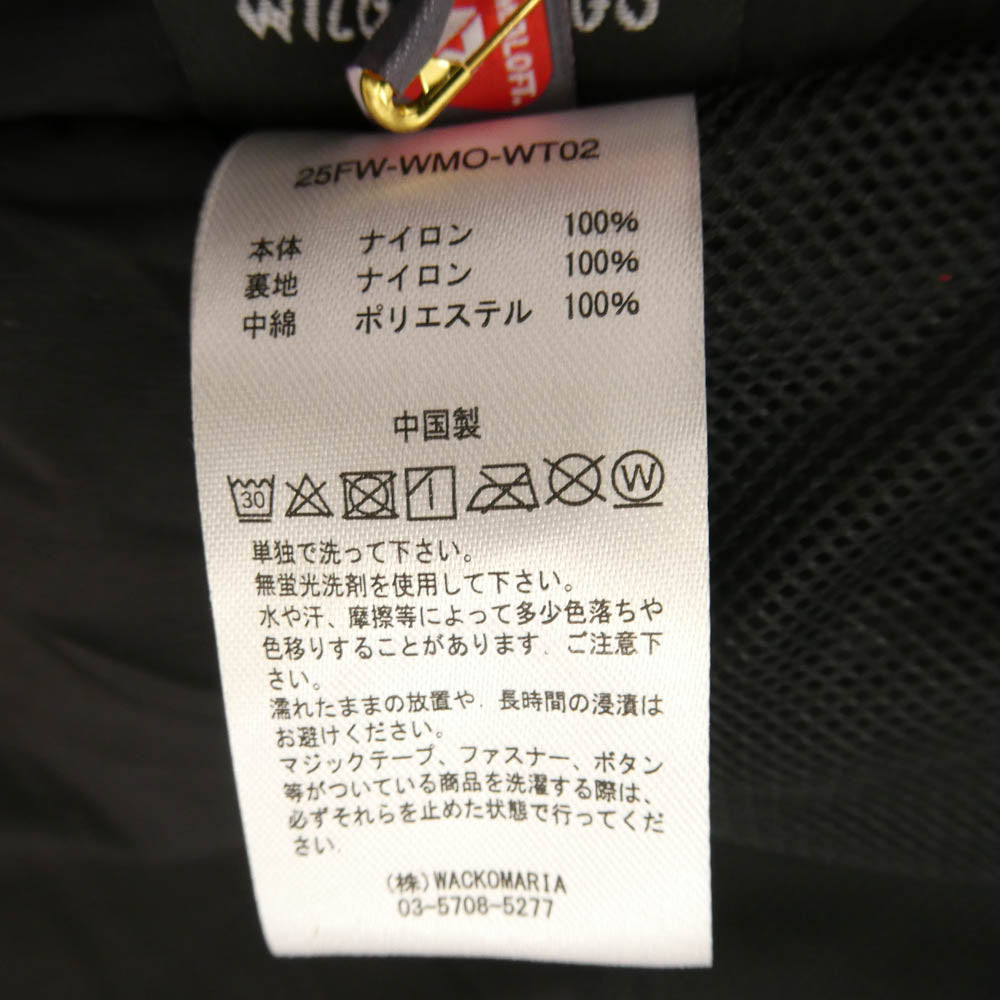 25FW-WMO-WT02
本体 ナイロン 100%
裏地 ナイロン 100%
中綿 ポリエステル 100%
中国製
30 W
単独で洗って下さい。
無蛍光洗剤を使用して下さい。
水や汗、摩擦等によって多少色落ちや
色移りすることがあります、ご注意下
さい。
濡れたままの放置や、長時間の浸漬は
お避けください。
マジックテープ、ファスナー、ボタン
等がついている商品を洗濯する際は、
必ずそれらを止めた状態で行ってくだ
さい
(株)WACKOMARIA
03-5708-5277